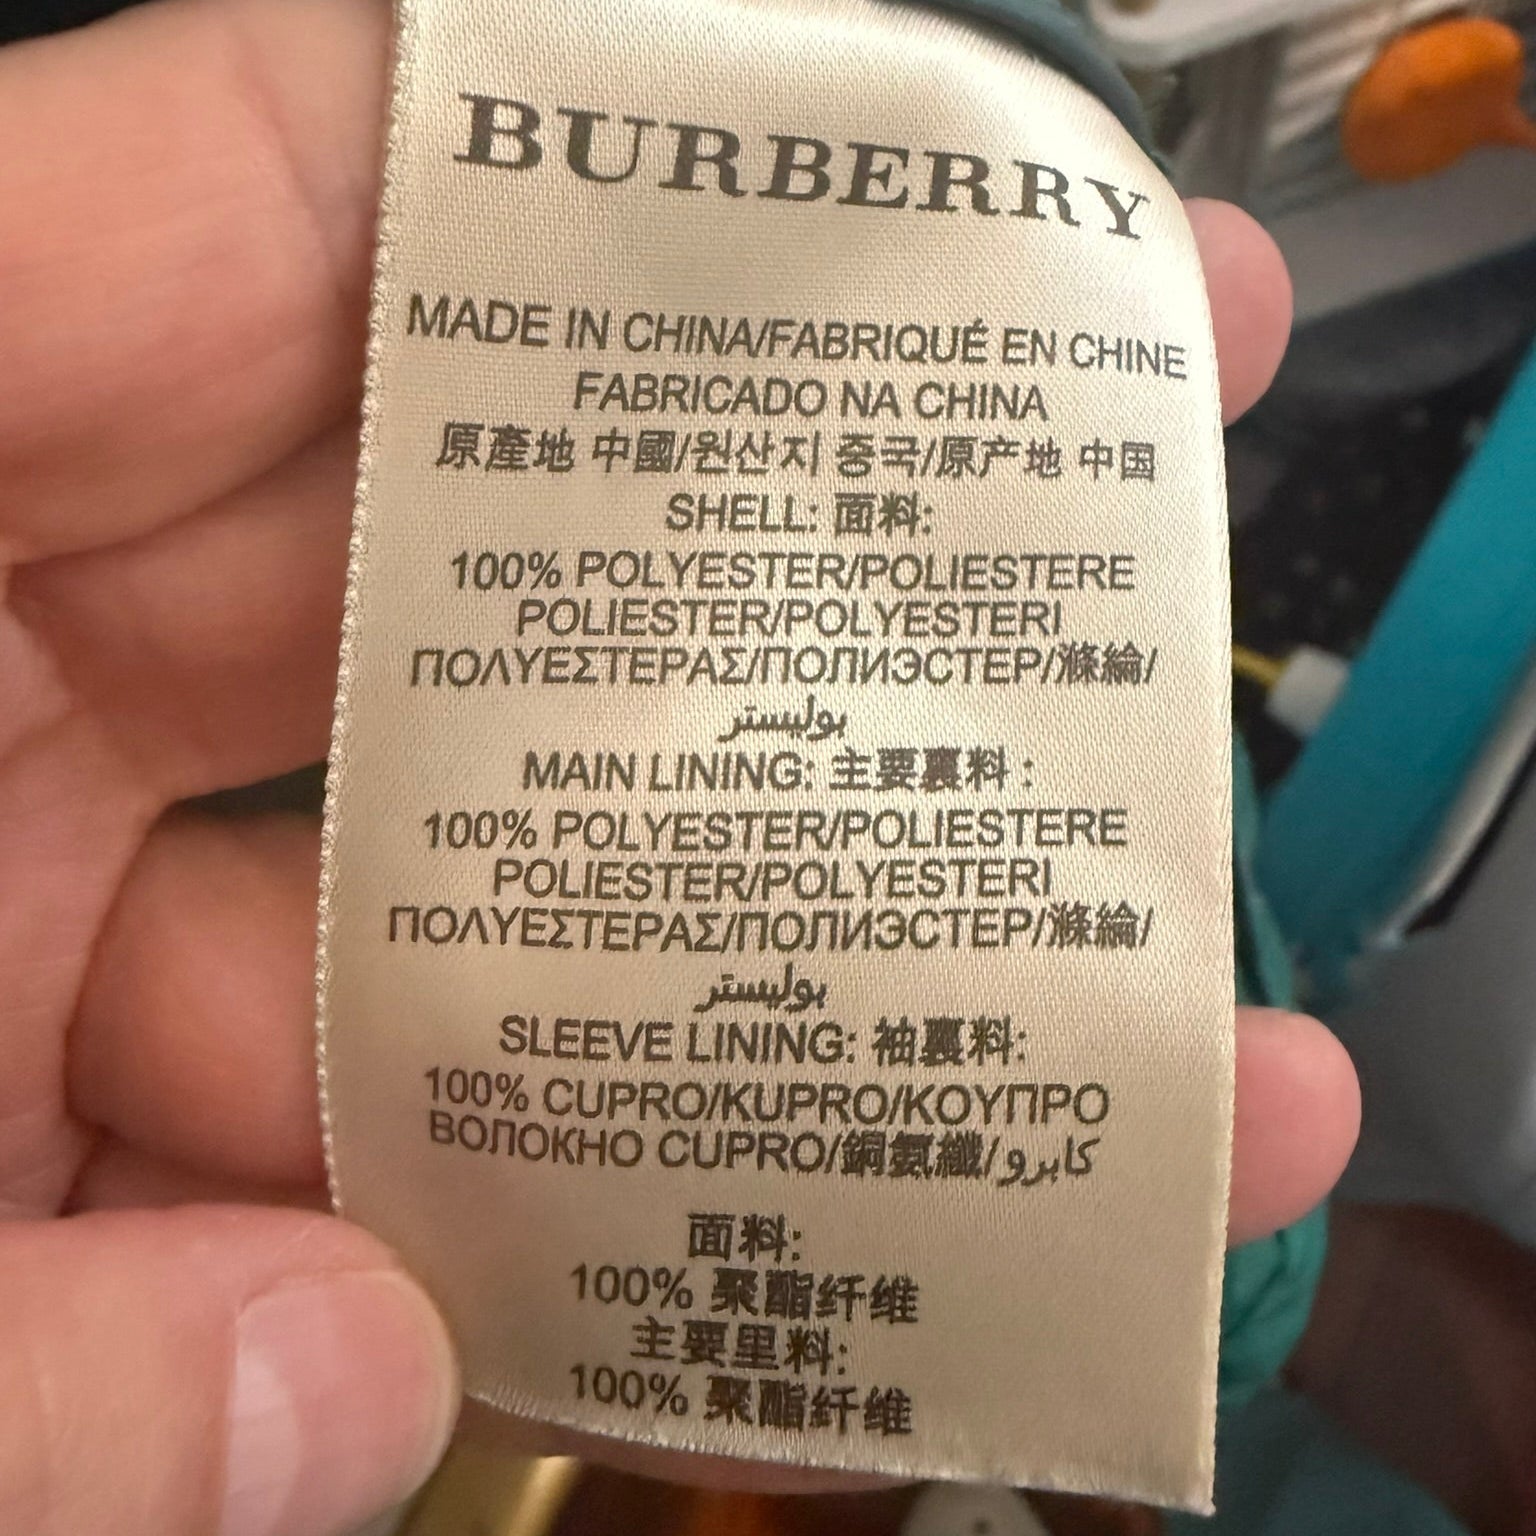 BURBERRY
MADE IN CHINA/FABRIQUÉ EN CHINE
FABRICADO NA CHINA
原產地 中國/원산지 중국/原产地 中国
SHELL: 面料:
100% POLYESTER/POLIESTERE
POLIESTER/POLYESTERI
ΠΟΛΥΕΣΤΕΡΑΣ/ПОЛИЭСТЕР/滌綸/
بوليستر
MAIN LINING: 主要裏料 :
100% POLYESTER/POLIESTERE
POLIESTER/POLYESTERI
ΠΟΛΥΕΣΤΕΡΑΣ/ПОЛИЭСТЕР/滌綸/
بوليستر
SLEEVE LINING: 袖裏料:
100% CUPRO/KUPRO/ΚΟΥΠΡΟ
ВОЛОКНО CUPRO/銅氨纖/كابرو
面料:
100% 聚酯纤维
主要里料:
100% 聚酯纤维